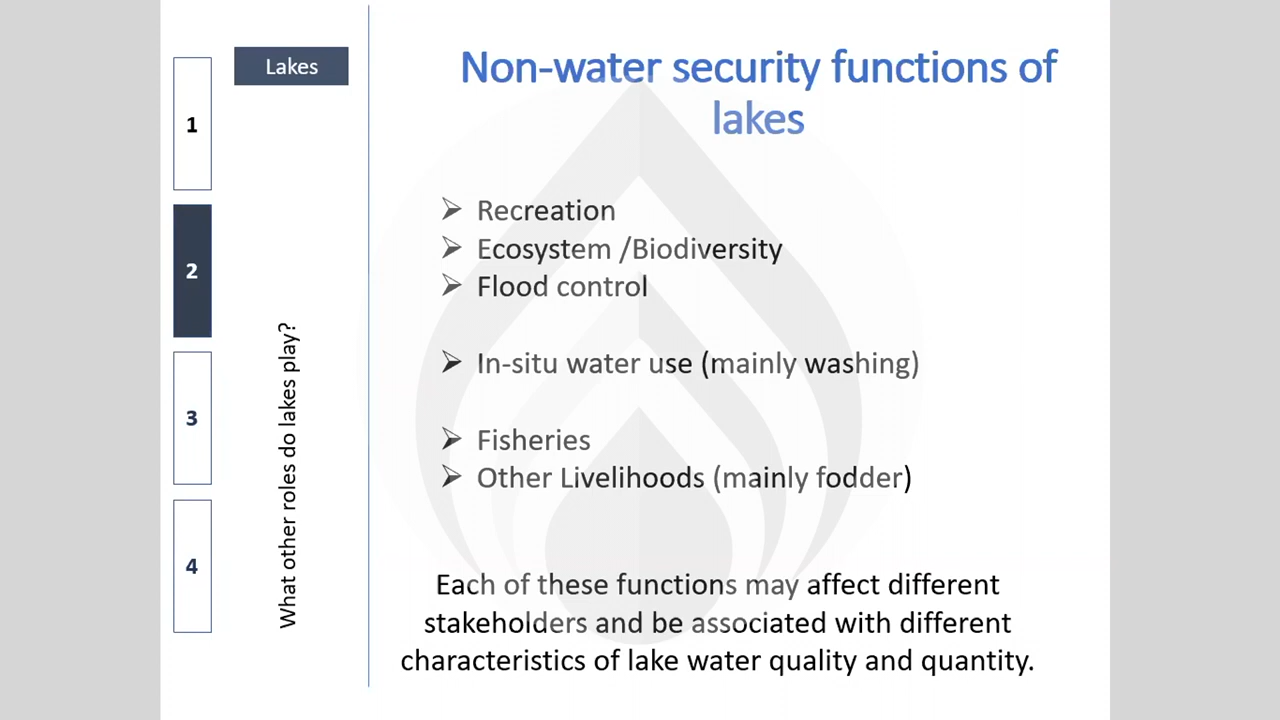 Lakes
1
2
3
4
What other roles do lakes play?
Non-water security functions of
lakes
Recreation
Ecosystem /Biodiversity
Flood control
In-situ water use (mainly washing)
Fisheries
Other Livelihoods (mainly fodder)
Each of these functions may affect different
stakeholders and be associated with different
characteristics of lake water quality and quantity.